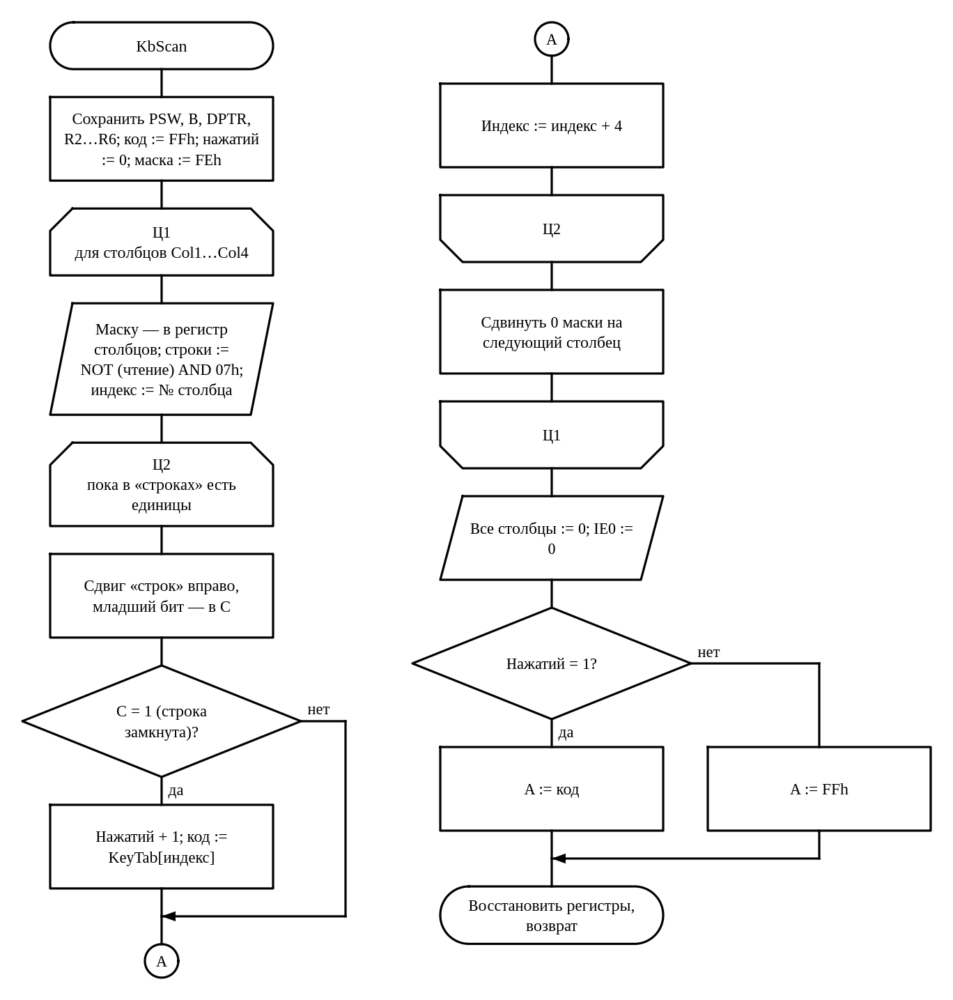 KbScan
Сохранить PSW, B, DPTR,
R2…R6; код := FFh; нажатий
:= 0; маска := FEh
Ц1
для столбцов Col1…Col4
Маску — в регистр
столбцов; строки :=
NOT (чтение) AND 07h;
индекс := № столбца
Ц2
пока в «строках» есть
единицы
Сдвиг «строк» вправо,
младший бит — в C
C = 1 (строка
замкнута)?
нет
да
Нажатий + 1; код :=
KeyTab[индекс]
А
А
Индекс := индекс + 4
Ц2
Сдвинуть 0 маски на
следующий столбец
Ц1
Все столбцы := 0; IE0 :=
0
Нажатий = 1?
нет
да
A := код
A := FFh
Восстановить регистры,
возврат